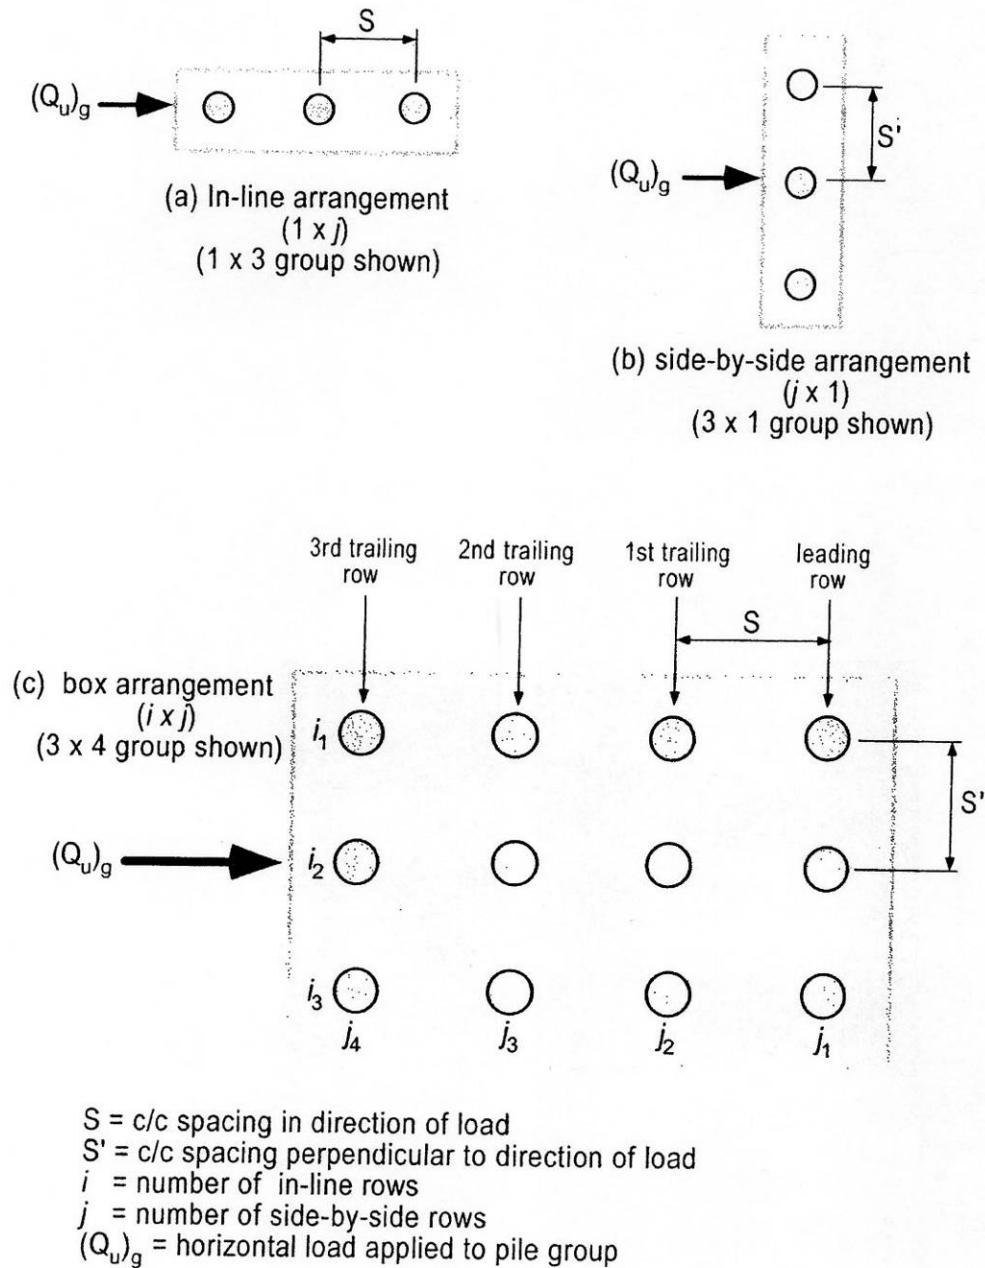 S
(Qu)g
(a) In-line arrangement
(1 x j)
(1 x 3 group shown)
S'
(Qu)g
(b) side-by-side arrangement
(j x 1)
(3 x 1 group shown)
3rd trailing
row
2nd trailing
row
1st trailing
row
leading
row
S
(c) box arrangement
(i x j)
(3 x 4 group shown)
i1
S'
(Qu)g
i2
i3
j4
j3
j2
j1
S = c/c spacing in direction of load
S' = c/c spacing perpendicular to direction of load
i = number of in-line rows
j = number of side-by-side rows
(Qu)g = horizontal load applied to pile group